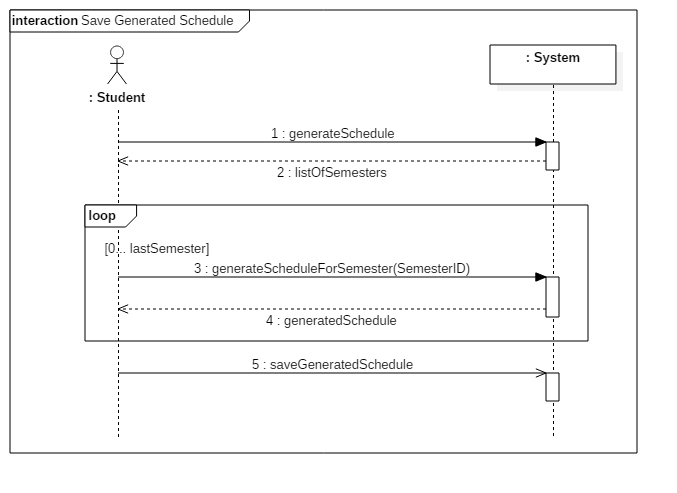 interaction Save Generated Schedule
: Student
: System
1 : generateSchedule
2 : listOfSemesters
loop
[0... lastSemester]
3 : generateScheduleForSemester(SemesterID)
4 : generatedSchedule
5 : saveGeneratedSchedule